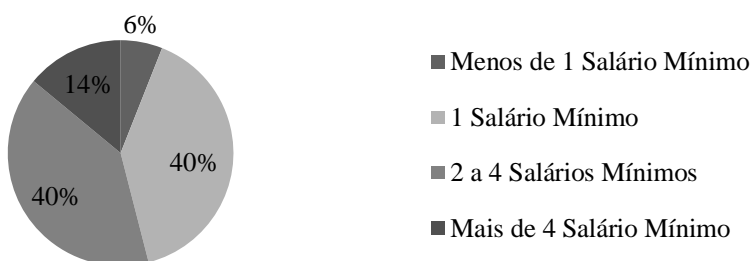 6%
14%
40%
40%
Menos de 1 Salário Mínimo
1 Salário Mínimo
2 a 4 Salários Mínimos
Mais de 4 Salário Mínimo